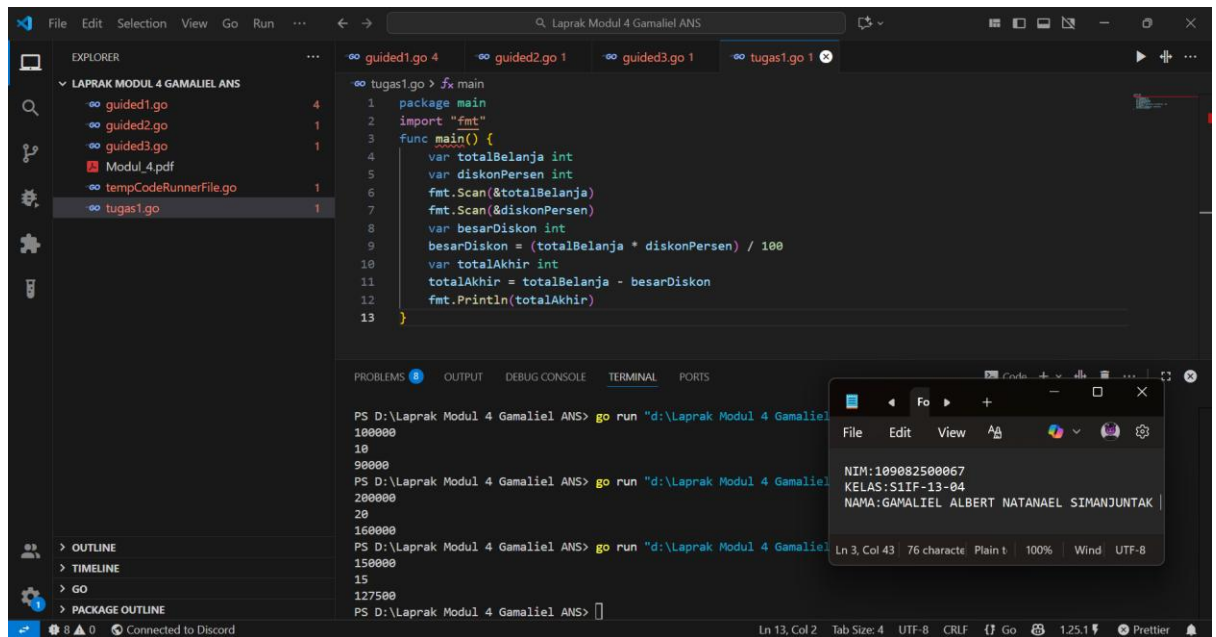 File Edit Selection View Go Run ... Laprak Modul 4 Gamaliel ANS
EXPLORER
LAPRAK MODUL 4 GAMALIEL ANS
guided1.go 4
guided2.go 1
guided3.go 1
Modul_4.pdf
tempCodeRunnerFile.go 1
tugas1.go 1
OUTLINE
TIMELINE
GO
PACKAGE OUTLINE
guided1.go 4 guided2.go 1 guided3.go 1 tugas1.go 1
tugas1.go > main
1 package main
2 import "fmt"
3 func main() {
4 var totalBelanja int
5 var diskonPersen int
6 fmt.Scan(&totalBelanja)
7 fmt.Scan(&diskonPersen)
8 var besarDiskon int
9 besarDiskon = (totalBelanja * diskonPersen) / 100
10 var totalAkhir int
11 totalAkhir = totalBelanja - besarDiskon
12 fmt.Println(totalAkhir)
13 }
PROBLEMS 8 OUTPUT DEBUG CONSOLE TERMINAL PORTS Code
PS D:\Laprak Modul 4 Gamaliel ANS> go run "d:\Laprak Modul 4 Gamaliel
100000
10
90000
PS D:\Laprak Modul 4 Gamaliel ANS> go run "d:\Laprak Modul 4 Gamaliel
200000
20
160000
PS D:\Laprak Modul 4 Gamaliel ANS> go run "d:\Laprak Modul 4 Gamaliel
150000
15
127500
PS D:\Laprak Modul 4 Gamaliel ANS>
Fo
File Edit View
NIM:109082500067
KELAS:S1IF-13-04
NAMA:GAMALIEL ALBERT NATANAEL SIMANJUNTAK
Ln 3, Col 43 76 characte Plain t 100% Wind UTF-8
8 0 Connected to Discord Ln 13, Col 2 Tab Size: 4 UTF-8 CRLF Go 1.25.1 Prettier